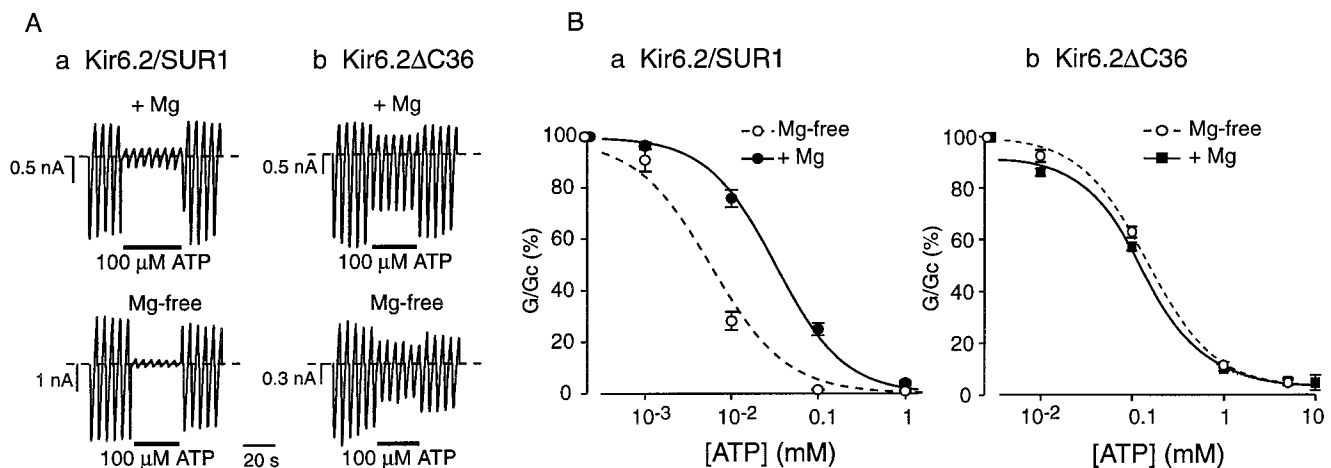 A
a Kir6.2/SUR1
+ Mg
0.5 nA
100 μM ATP
Mg-free
1 nA
100 μM ATP
20 s
b Kir6.2ΔC36
+ Mg
0.5 nA
100 μM ATP
Mg-free
0.3 nA
100 μM ATP
B
a Kir6.2/SUR1
Mg-free
+ Mg
G/Gc (%)
100
80
60
40
20
0
10⁻³
10⁻²
0.1
1
[ATP] (mM)
b Kir6.2ΔC36
Mg-free
+ Mg
G/Gc (%)
100
80
60
40
20
0
10⁻²
0.1
1
10
[ATP] (mM)